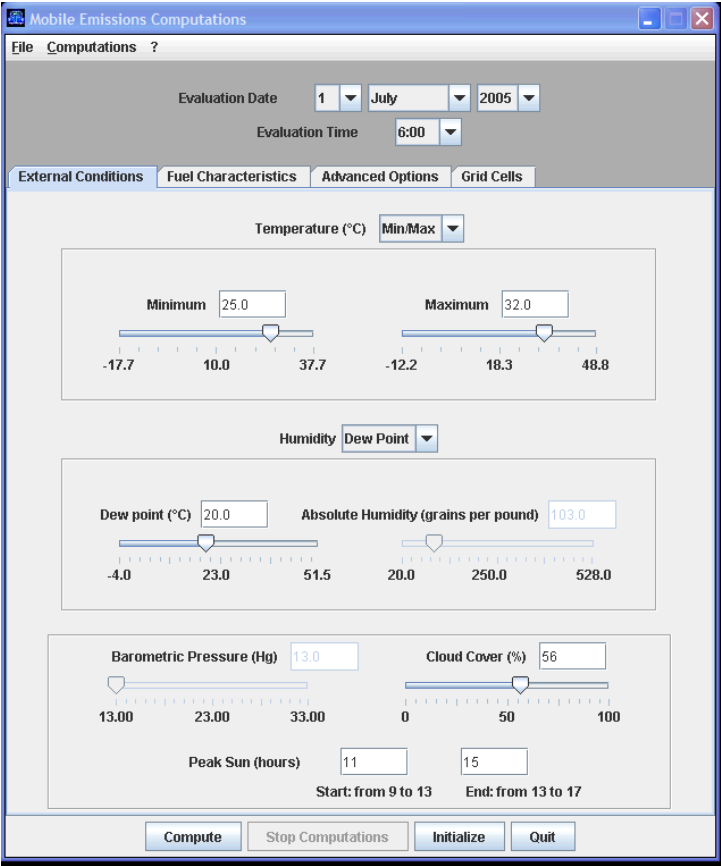 Mobile Emissions Computations
File Computations ?
Evaluation Date 1 July 2005
Evaluation Time 6:00
External Conditions Fuel Characteristics Advanced Options Grid Cells
Temperature (°C) Min/Max
Minimum 25.0 Maximum 32.0
-17.7 10.0 37.7 -12.2 18.3 48.8
Humidity Dew Point
Dew point (°C) 20.0 Absolute Humidity (grains per pound) 103.0
-4.0 23.0 51.5 20.0 250.0 528.0
Barometric Pressure (Hg) 13.0 Cloud Cover (%) 56
13.00 23.00 33.00 0 50 100
Peak Sun (hours) 11 15
Start: from 9 to 13 End: from 13 to 17
Compute Stop Computations Initialize Quit